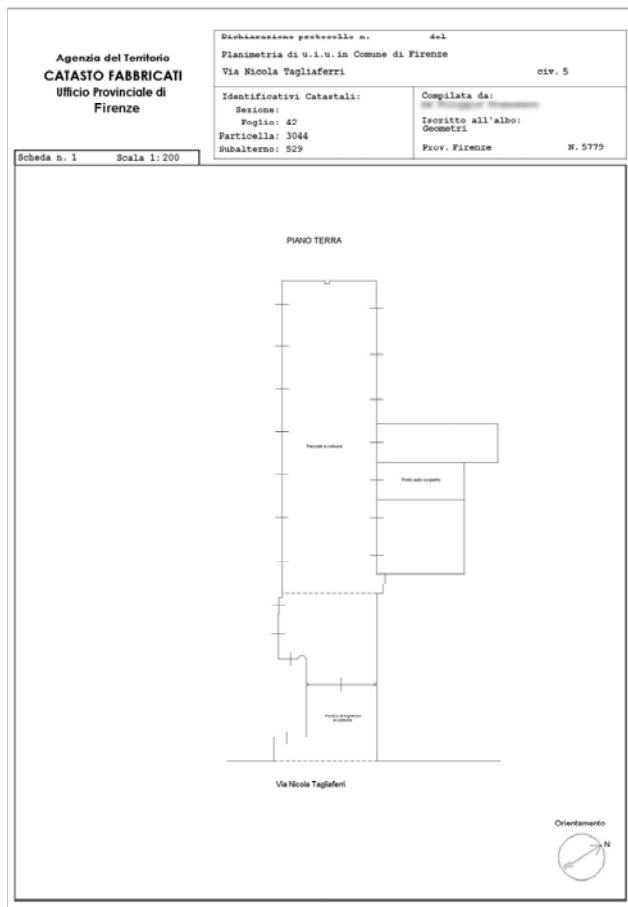 Agenzia del Territorio
CATASTO FABBRICATI
Ufficio Provinciale di
Firenze
Dichiarazione protocollo n. del
Planimetria di u.i.u. in Comune di Firenze
Via Nicola Tagliaferri civ. 5
Identificativi Catastali:
Sezione:
Foglio: 42
Particella: 3044
Subalterno: 529
Compilata da:
Iscritto all'albo:
Geometri
Prov. Firenze N. 5779
Scheda n. 1 Scala 1:200
PIANO TERRA
Piazzale a comune
Posto auto scoperto
a comune
Via Nicola Tagliaferri
Orientamento
N